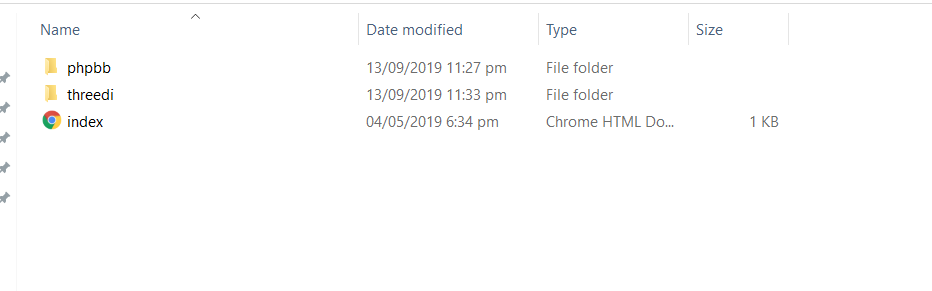 Name Date modified Type Size
phpbb 13/09/2019 11:27 pm File folder
threedi 13/09/2019 11:33 pm File folder
index 04/05/2019 6:34 pm Chrome HTML Do... 1 KB